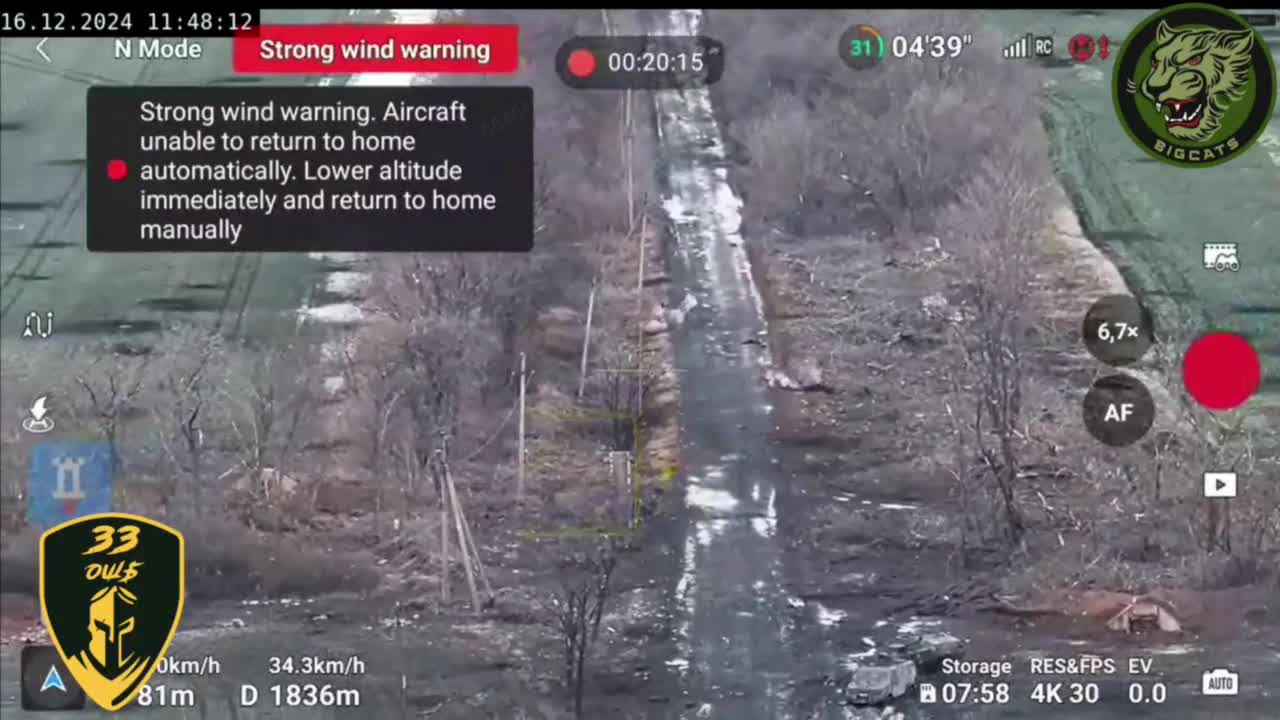 16.12.2024 11:48:12
N Mode
Strong wind warning
00:20:15
31
04'39"
RC
Strong wind warning. Aircraft
unable to return to home
automatically. Lower altitude
immediately and return to home
manually
BIGCATS
6,7×
AF
33
ОШБ
0km/h
34.3km/h
81m
D 1836m
Storage
07:58
RES&FPS
4K 30
EV
0.0
AUTO